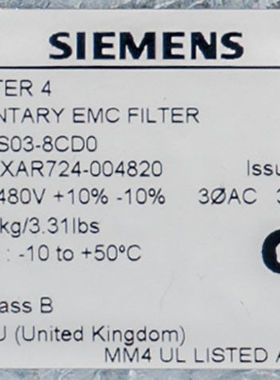 SIEMENS
TER 4
NTARY EMC FILTER
S03-8CD0
XAR724-004820 Issu
480V +10% -10% 3ØAC
kg/3.31lbs
: -10 to +50°C
ass B
U (United Kingdom)
MM4 UL LISTED A